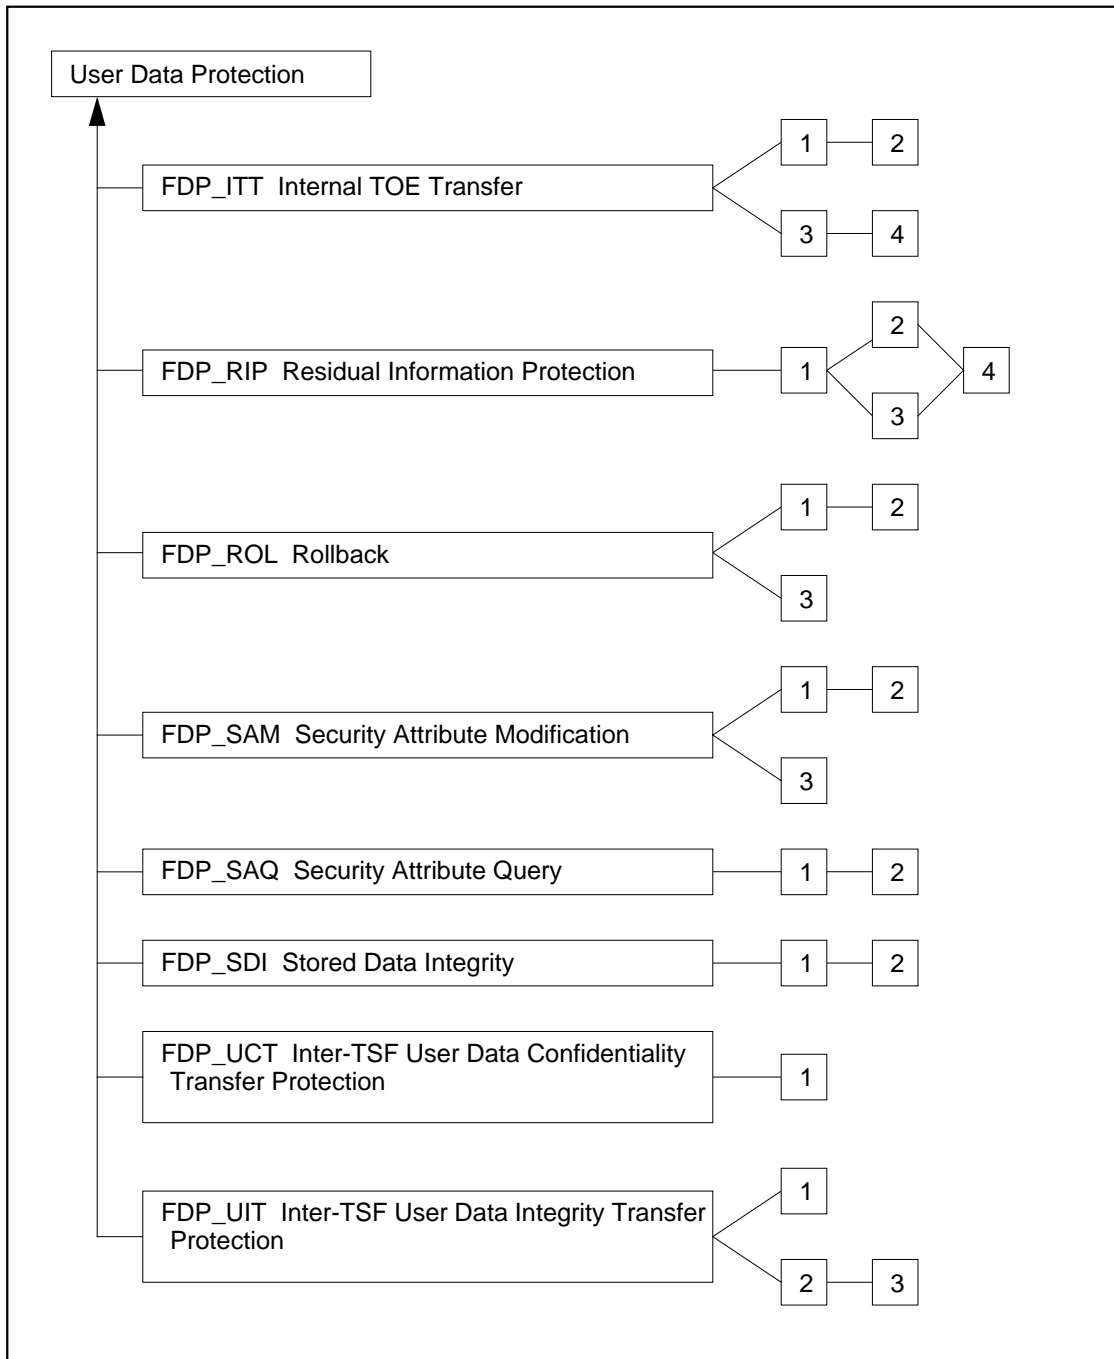 User Data Protection
1 2
FDP_ITT Internal TOE Transfer
3 4
2
FDP_RIP Residual Information Protection 1 4
3
1 2
FDP_ROL Rollback
3
1 2
FDP_SAM Security Attribute Modification
3
FDP_SAQ Security Attribute Query 1 2
FDP_SDI Stored Data Integrity 1 2
FDP_UCT Inter-TSF User Data Confidentiality
Transfer Protection
1
1
FDP_UIT Inter-TSF User Data Integrity Transfer
Protection
2 3